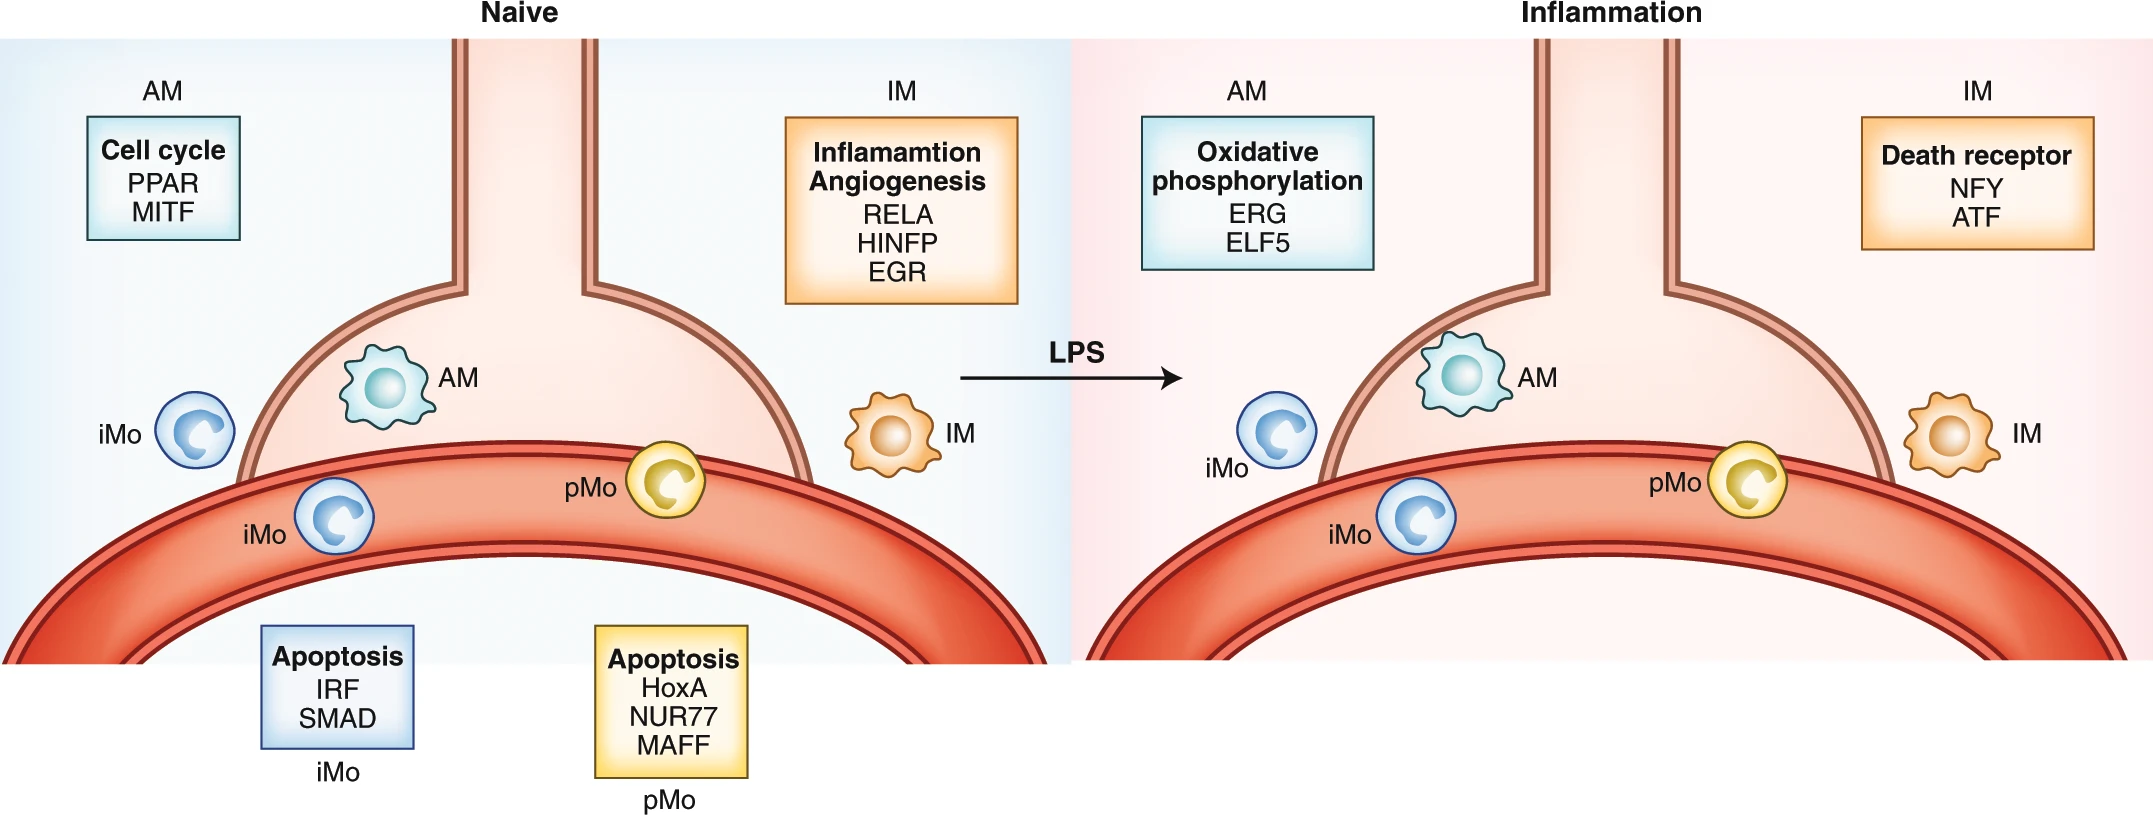 Naive
AM
Cell cycle
PPAR
MITF
IM
Inflamamtion
Angiogenesis
RELA
HINFP
EGR
AM
iMo
IM
pMo
iMo
Apoptosis
IRF
SMAD
iMo
Apoptosis
HoxA
NUR77
MAFF
pMo
LPS
Inflammation
AM
Oxidative
phosphorylation
ERG
ELF5
IM
Death receptor
NFY
ATF
AM
iMo
IM
pMo
iMo